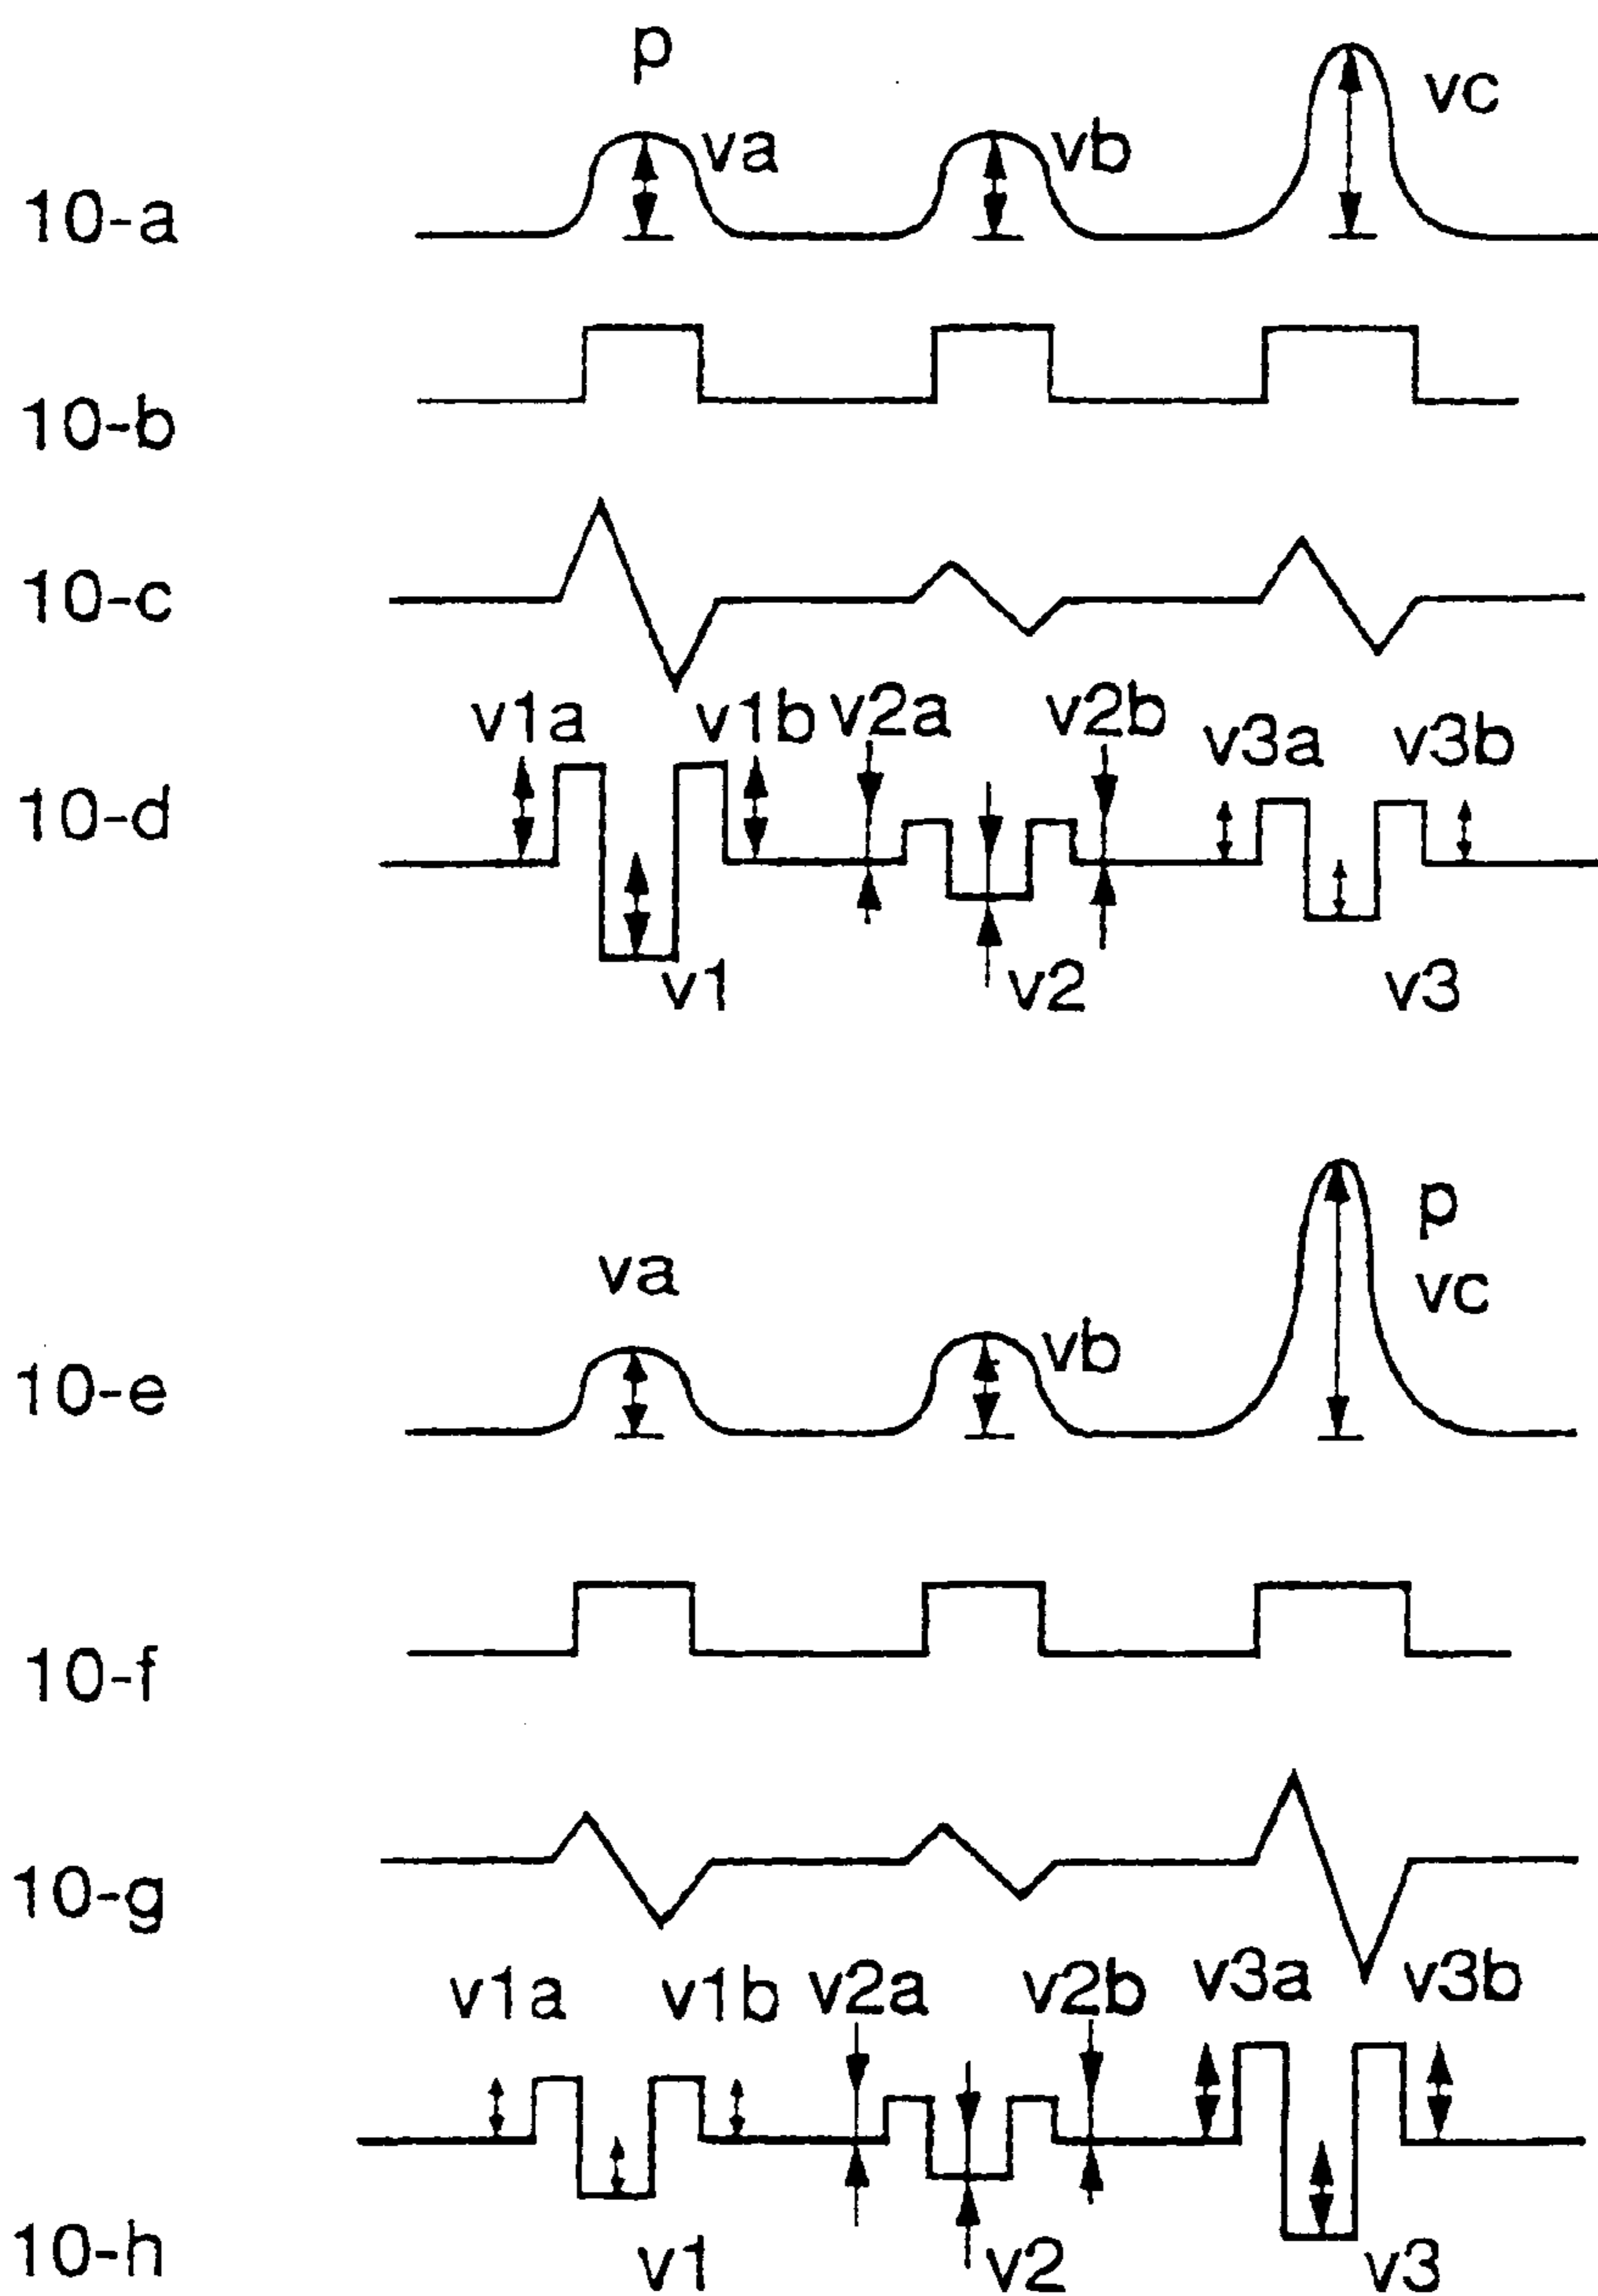 p
va vb vc
10-a
10-b
10-c
v1a v1b v2a v2b v3a v3b
10-d
v1 v2 v3
p
va vb vc
10-e
10-f
10-g
v1a v1b v2a v2b v3a v3b
10-h
v1 v2 v3